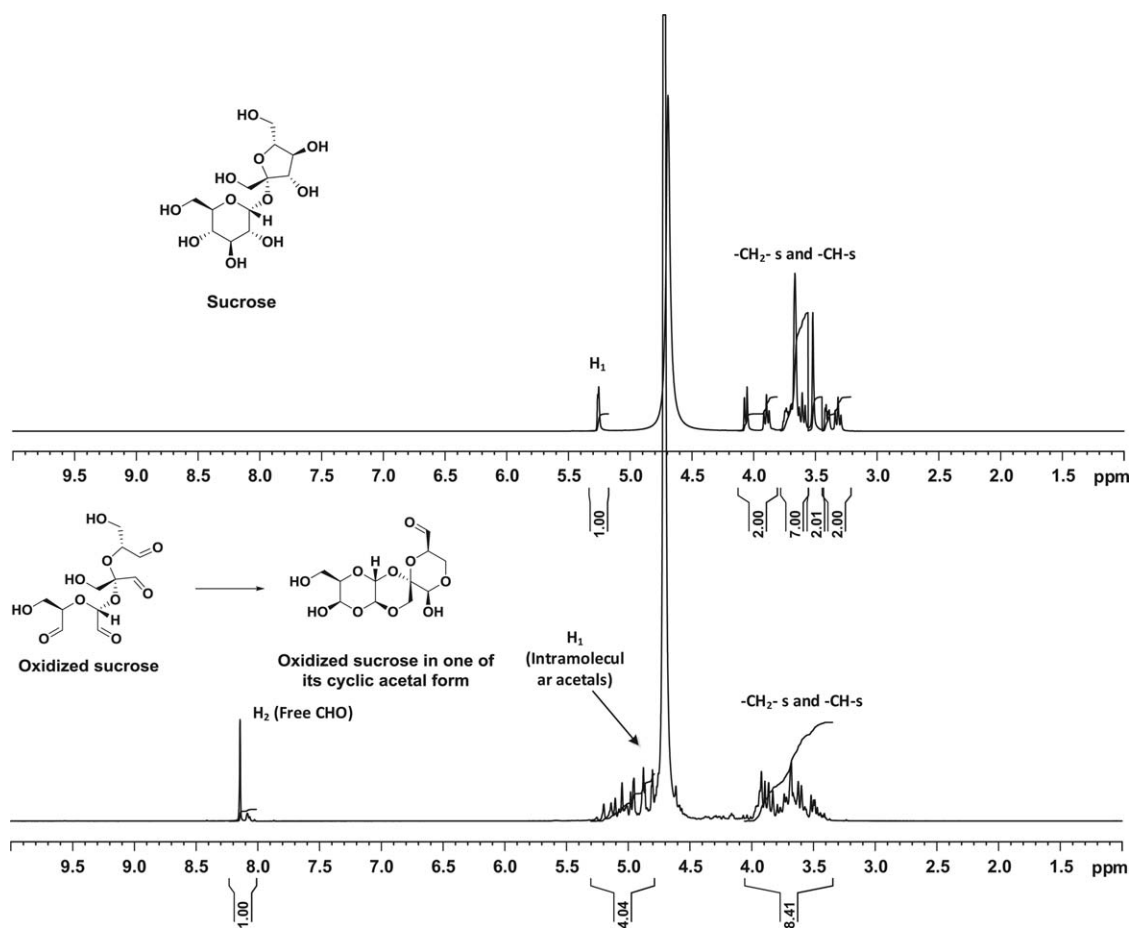 HO
O
OH
HO
O
OH
HO
O
H
HO
OH
OH
Sucrose
-CH2- s and -CH-s
H1
9.5 9.0 8.5 8.0 7.5 7.0 6.5 6.0 5.5 5.0 4.5 4.0 3.5 3.0 2.5 2.0 1.5 ppm
1.00
2.00
7.00
2.01
2.00
HO
O
O
HO
O
O
HO
O
H
O
O
Oxidized sucrose
O
H
O
O
O
HO
O
HO
O
O
OH
Oxidized sucrose in one of
its cyclic acetal form
H1
(Intramolecul
ar acetals)
H2 (Free CHO)
-CH2- s and -CH-s
9.5 9.0 8.5 8.0 7.5 7.0 6.5 6.0 5.5 5.0 4.5 4.0 3.5 3.0 2.5 2.0 1.5 ppm
1.00
4.04
8.41